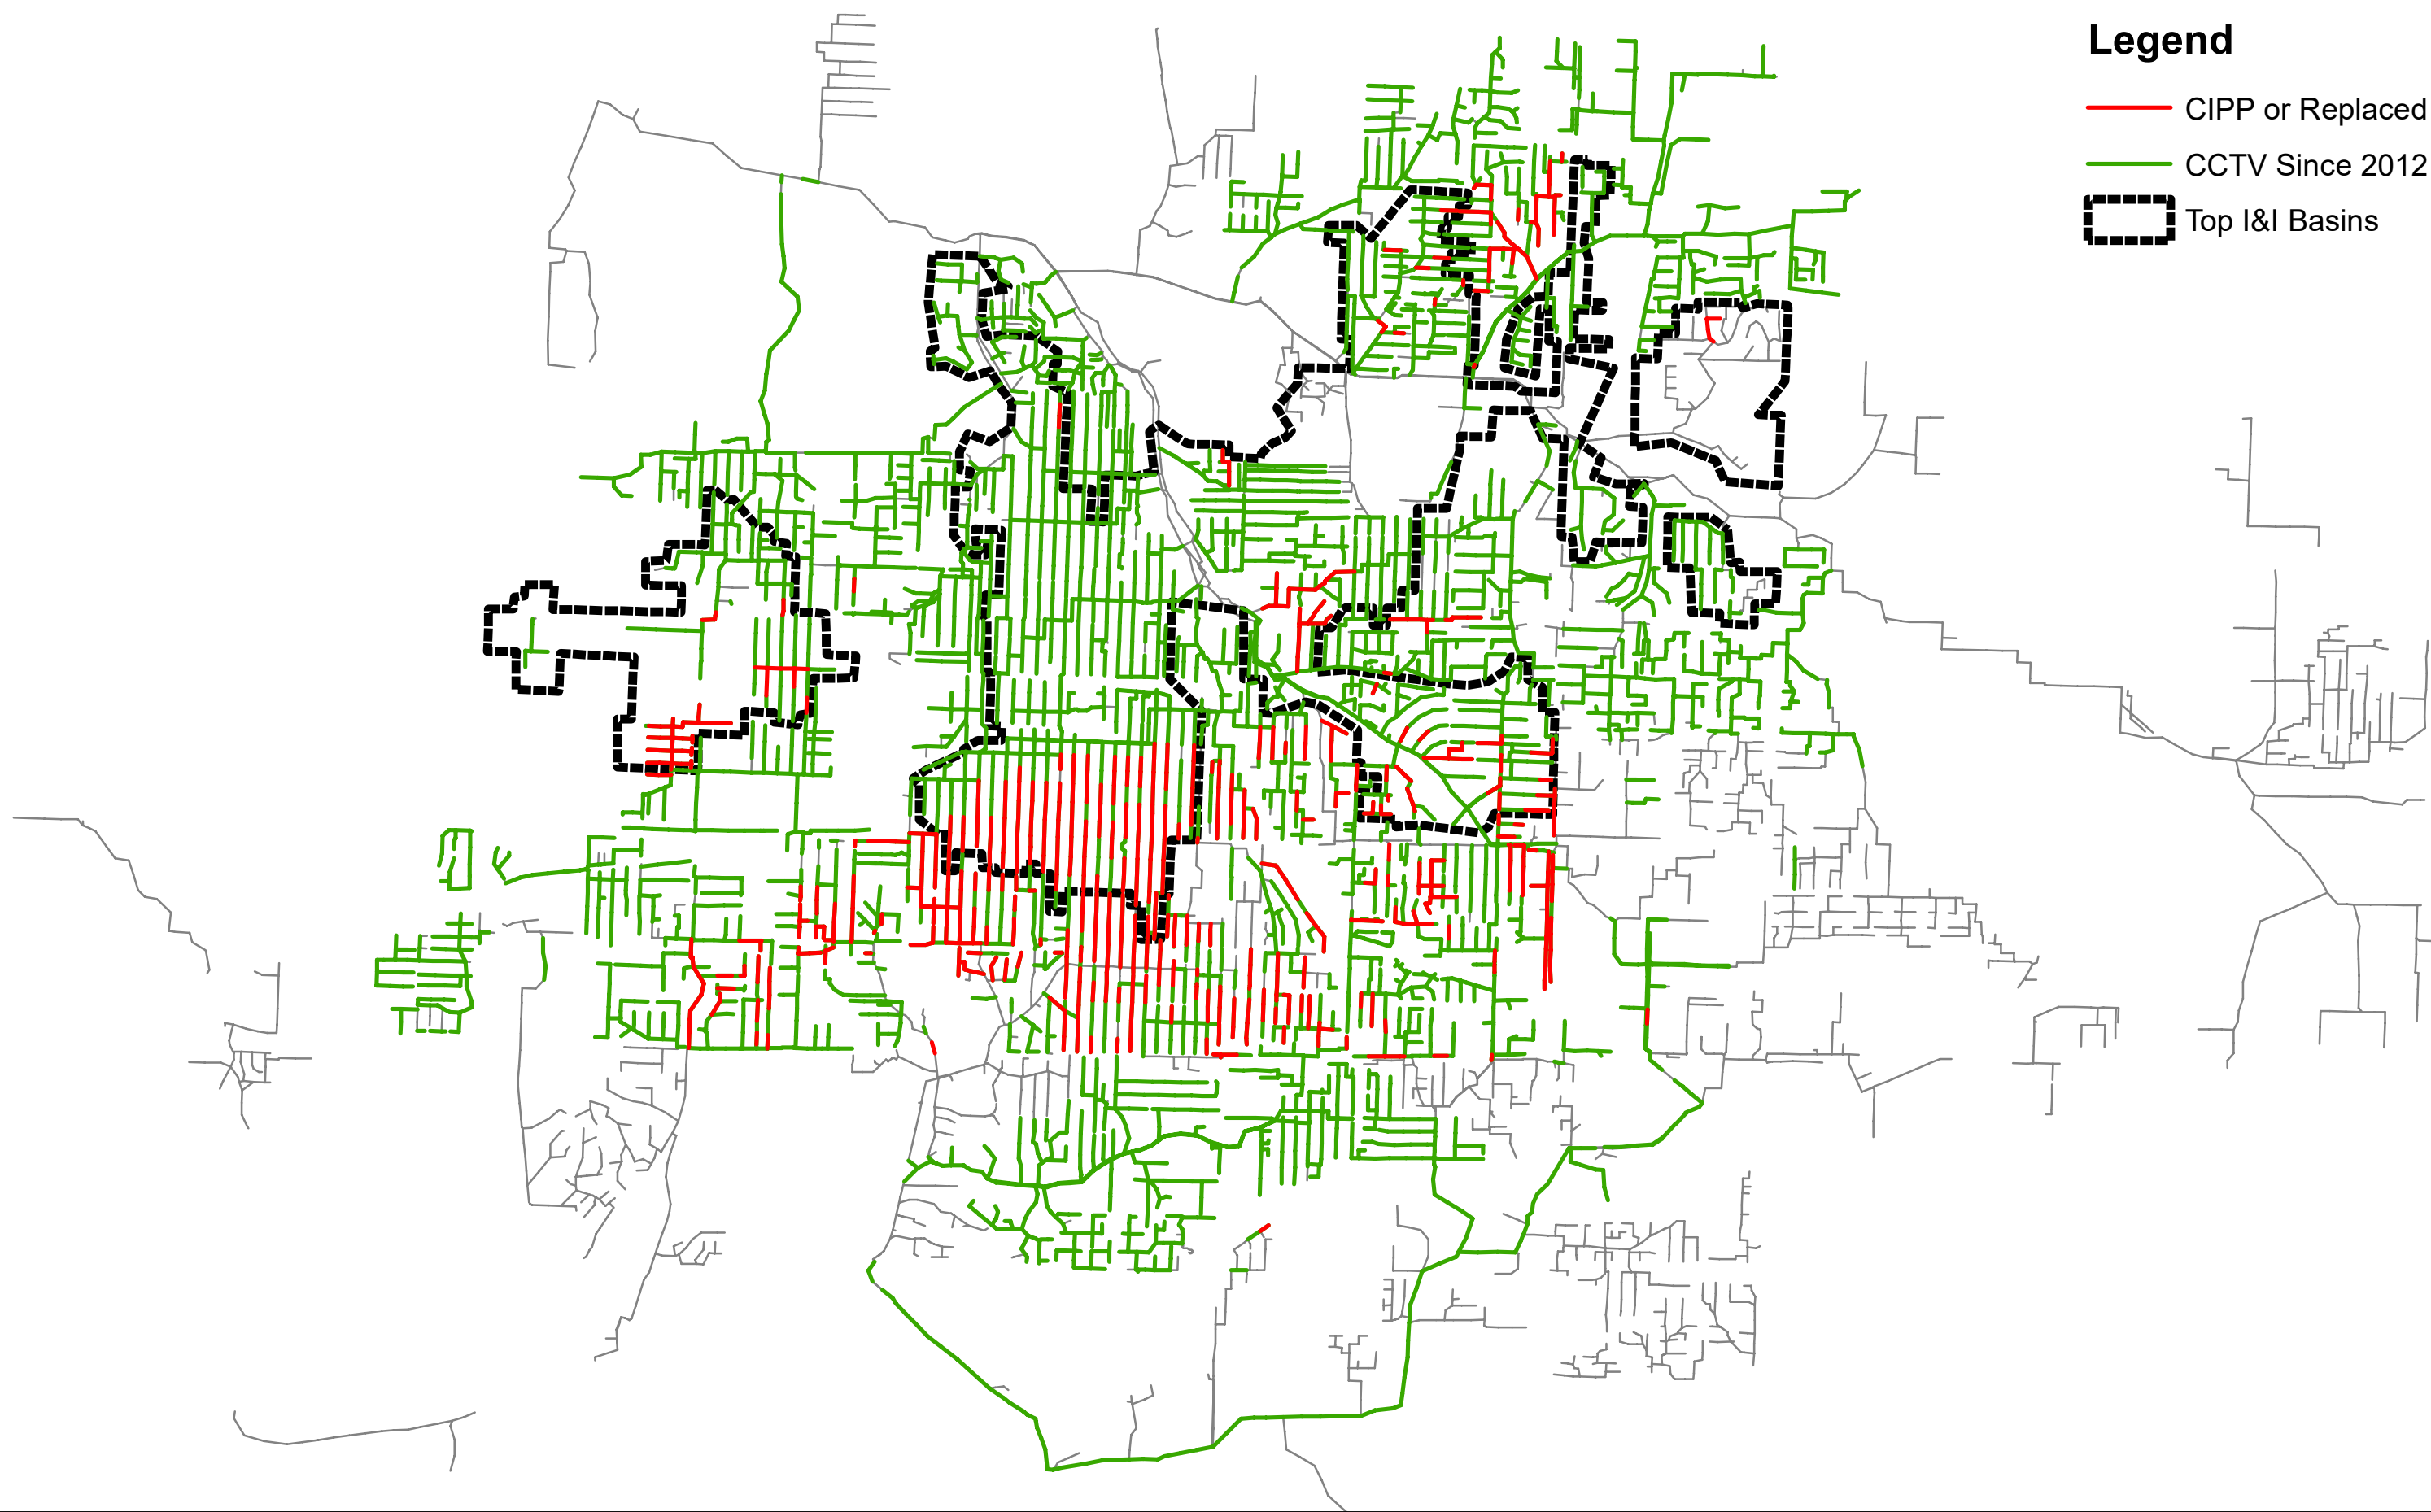 Legend
CIPP or Replaced
CCTV Since 2012
Top I&I Basins